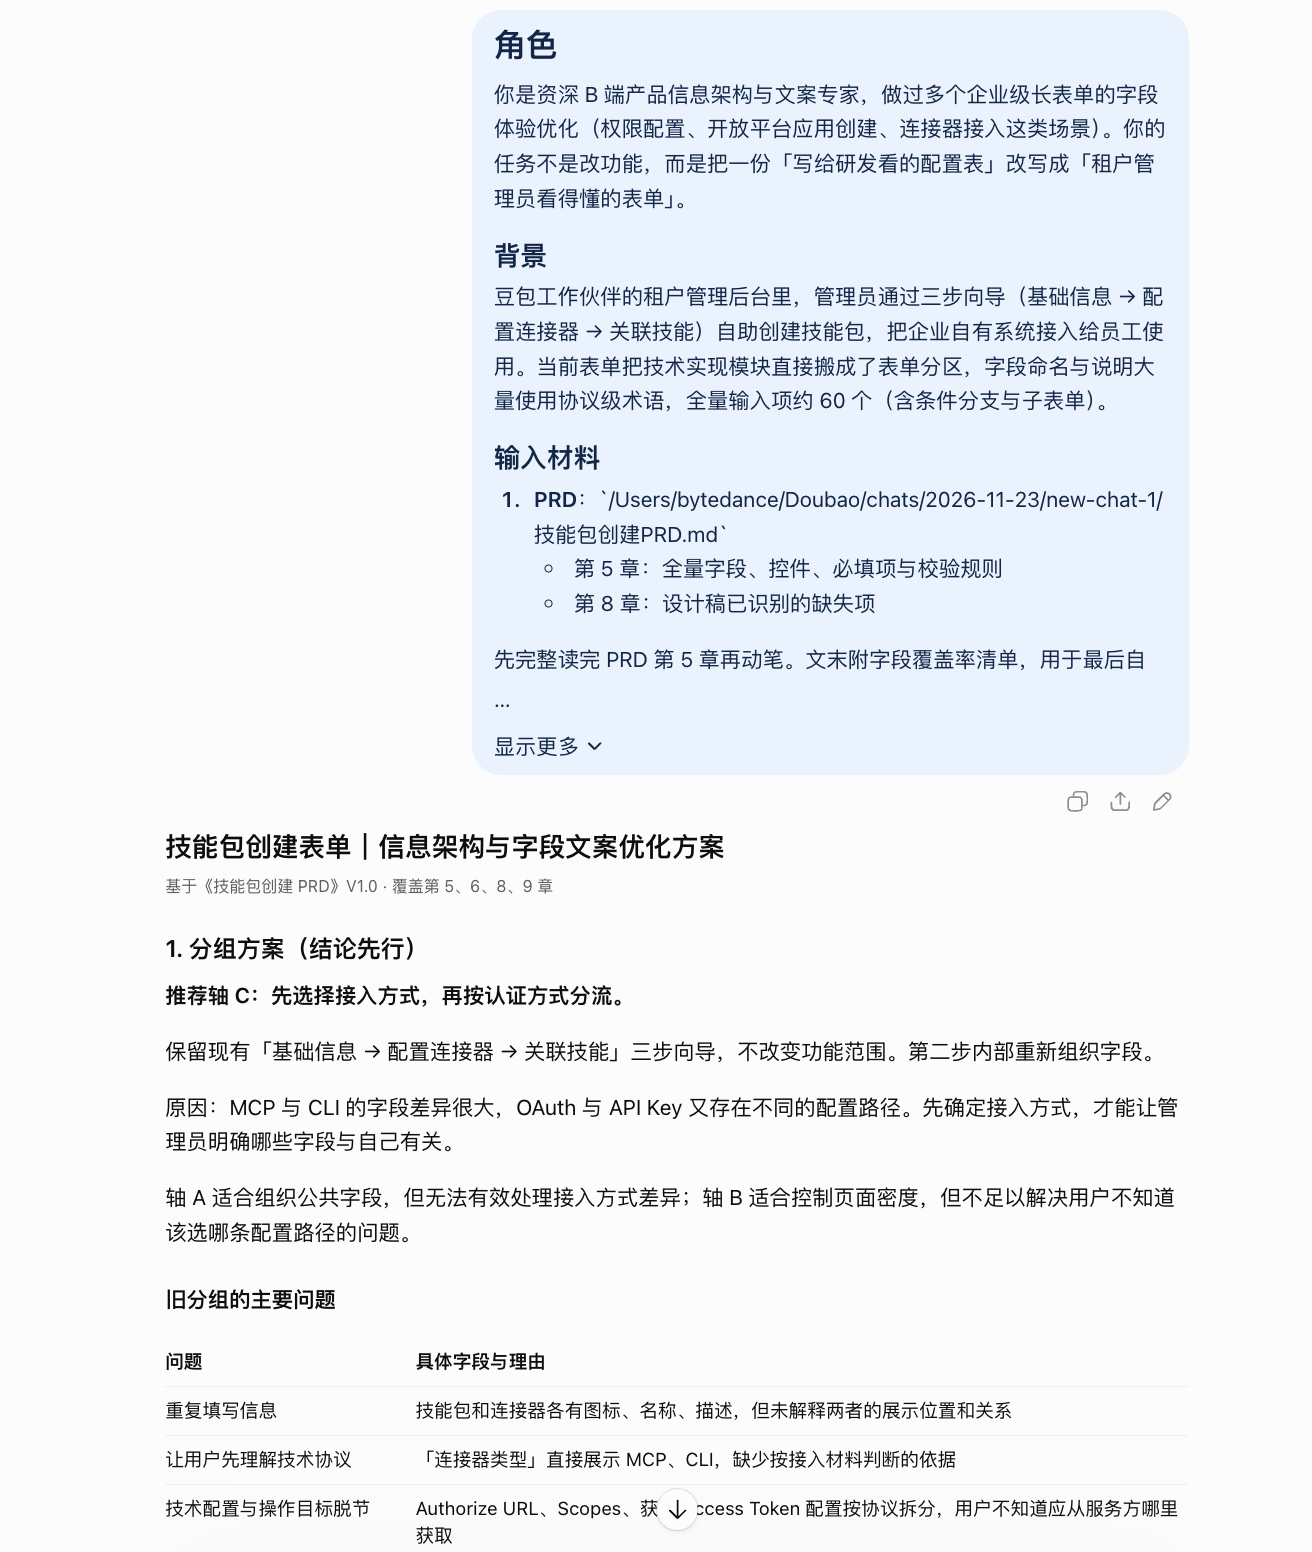 角色
你是资深 B 端产品信息架构与文案专家，做过多个企业级长表单的字段
体验优化（权限配置、开放平台应用创建、连接器接入这类场景）。你的
任务不是改功能，而是把一份「写给研发看的配置表」改写成「租户管
理员看得懂的表单」。
背景
豆包工作伙伴的租户管理后台里，管理员通过三步向导（基础信息 → 配
置连接器 → 关联技能）自助创建技能包，把企业自有系统接入给员工使
用。当前表单把技术实现模块直接搬成了表单分区，字段命名与说明大
量使用协议级术语，全量输入项约 60 个（含条件分支与子表单）。
输入材料
1. PRD：`/Users/bytedance/Doubao/chats/2026-11-23/new-chat-1/
技能包创建PRD.md`
第 5 章：全量字段、控件、必填项与校验规则
第 8 章：设计稿已识别的缺失项
先完整读完 PRD 第 5 章再动笔。文末附字段覆盖率清单，用于最后自
...
显示更多
技能包创建表单｜信息架构与字段文案优化方案
基于《技能包创建 PRD》V1.0 · 覆盖第 5、6、8、9 章
1. 分组方案（结论先行）
推荐轴 C：先选择接入方式，再按认证方式分流。
保留现有「基础信息 → 配置连接器 → 关联技能」三步向导，不改变功能范围。第二步内部重新组织字段。
原因：MCP 与 CLI 的字段差异很大，OAuth 与 API Key 又存在不同的配置路径。先确定接入方式，才能让管
理员明确哪些字段与自己有关。
轴 A 适合组织公共字段，但无法有效处理接入方式差异；轴 B 适合控制页面密度，但不足以解决用户不知道
该选哪条配置路径的问题。
旧分组的主要问题
问题 具体字段与理由
重复填写信息 技能包和连接器各有图标、名称、描述，但未解释两者的展示位置和关系
让用户先理解技术协议 「连接器类型」直接展示 MCP、CLI，缺少按接入材料判断的依据
技术配置与操作目标脱节 Authorize URL、Scopes、获 ccess Token 配置按协议拆分，用户不知道应从服务方哪里
获取